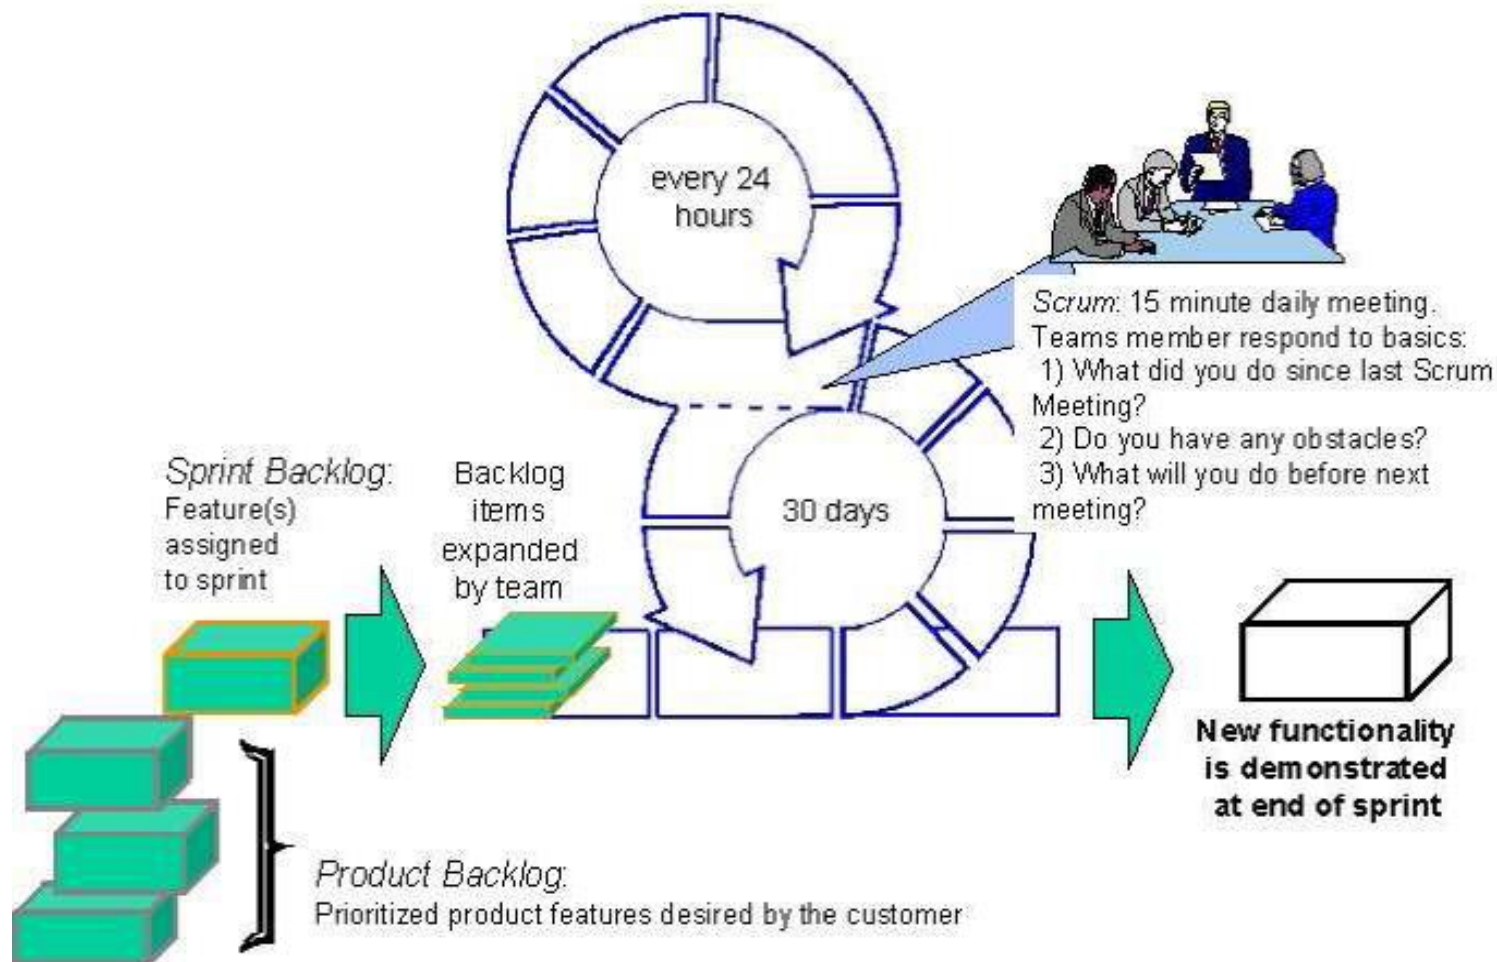 every 24
hours
Scrum: 15 minute daily meeting.
Teams member respond to basics:
1) What did you do since last Scrum
Meeting?
2) Do you have any obstacles?
3) What will you do before next
meeting?
30 days
Sprint Backlog:
Feature(s)
assigned
to sprint
Backlog
items
expanded
by team
New functionality
is demonstrated
at end of sprint
Product Backlog:
Prioritized product features desired by the customer